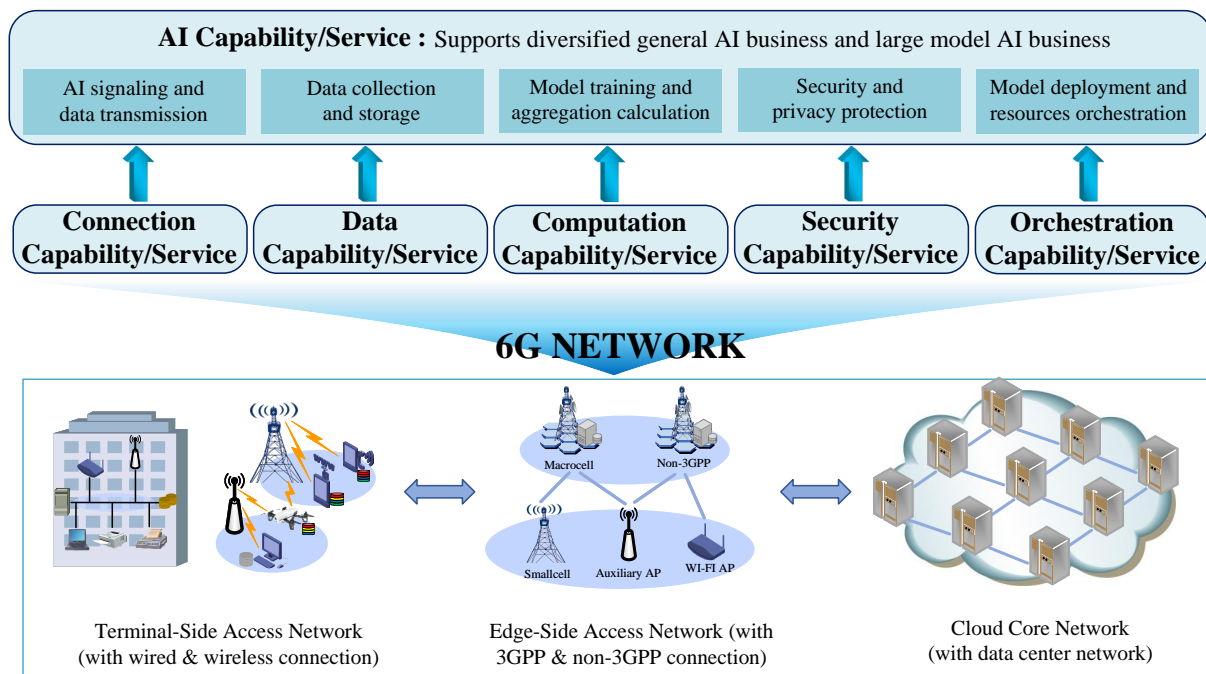 AI Capability/Service : Supports diversified general AI business and large model AI business
AI signaling and
data transmission
Data collection
and storage
Model training and
aggregation calculation
Security and
privacy protection
Model deployment and
resources orchestration
Connection
Capability/Service
Data
Capability/Service
Computation
Capability/Service
Security
Capability/Service
Orchestration
Capability/Service
6G NETWORK
Macrocell
Non-3GPP
Smallcell
Auxiliary AP
WI-FI AP
Terminal-Side Access Network
(with wired & wireless connection)
Edge-Side Access Network (with
3GPP & non-3GPP connection)
Cloud Core Network
(with data center network)